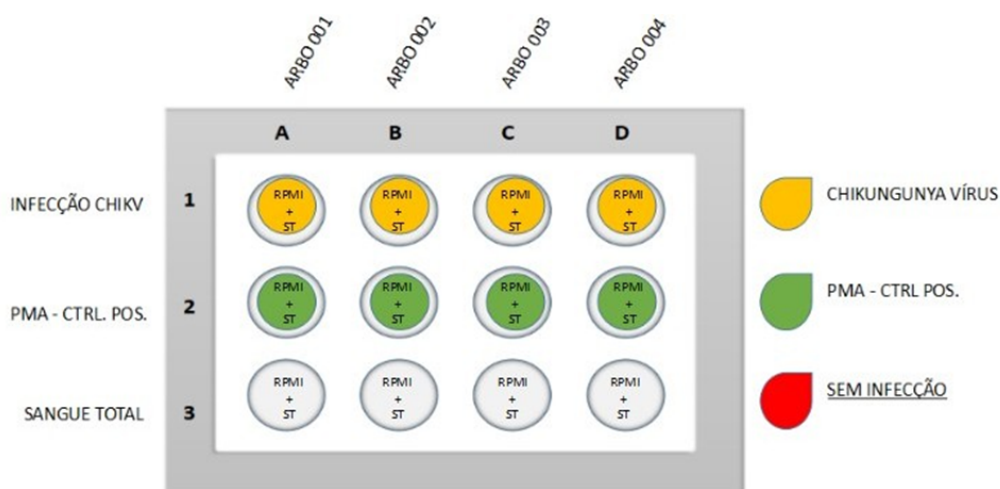 ARBO 001
ARBO 002
ARBO 003
ARBO 004
A B C D
INFECÇÃO CHIKV
1
RPMI
+
ST
RPMI
+
ST
RPMI
+
ST
RPMI
+
ST
CHIKUNGUNYA VÍRUS
PMA - CTRL. POS.
2
RPMI
+
ST
RPMI
+
ST
RPMI
+
ST
RPMI
+
ST
PMA - CTRL POS.
SANGUE TOTAL
3
RPMI
+
ST
RPMI
+
ST
RPMI
+
ST
RPMI
+
ST
SEM INFECÇÃO